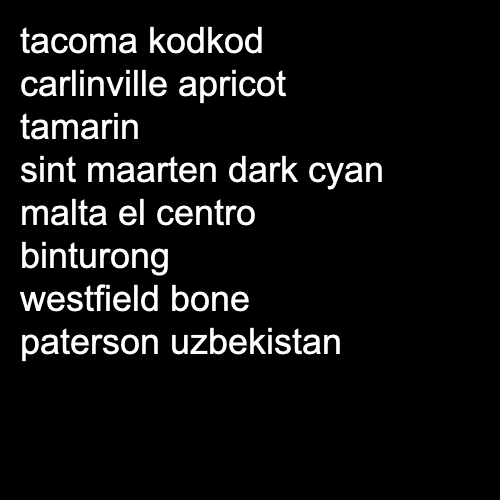 tacoma kodkod
carlinville apricot
tamarin
sint maarten dark cyan
malta el centro
binturong
westfield bone
paterson uzbekistan